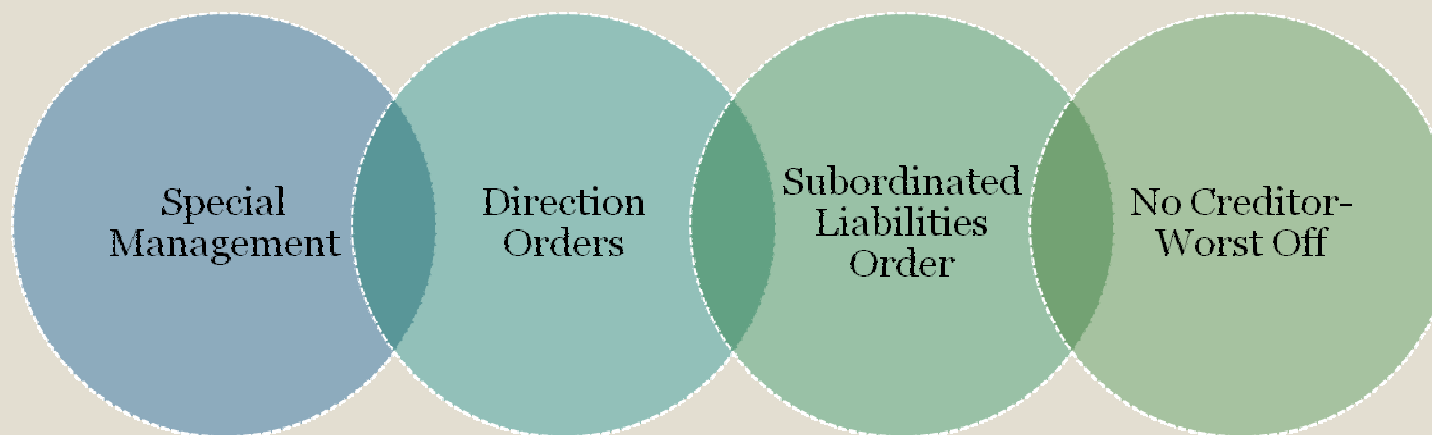 Special
Management
Direction
Orders
Subordinated
Liabilities
Order
No Creditor-
Worst Off